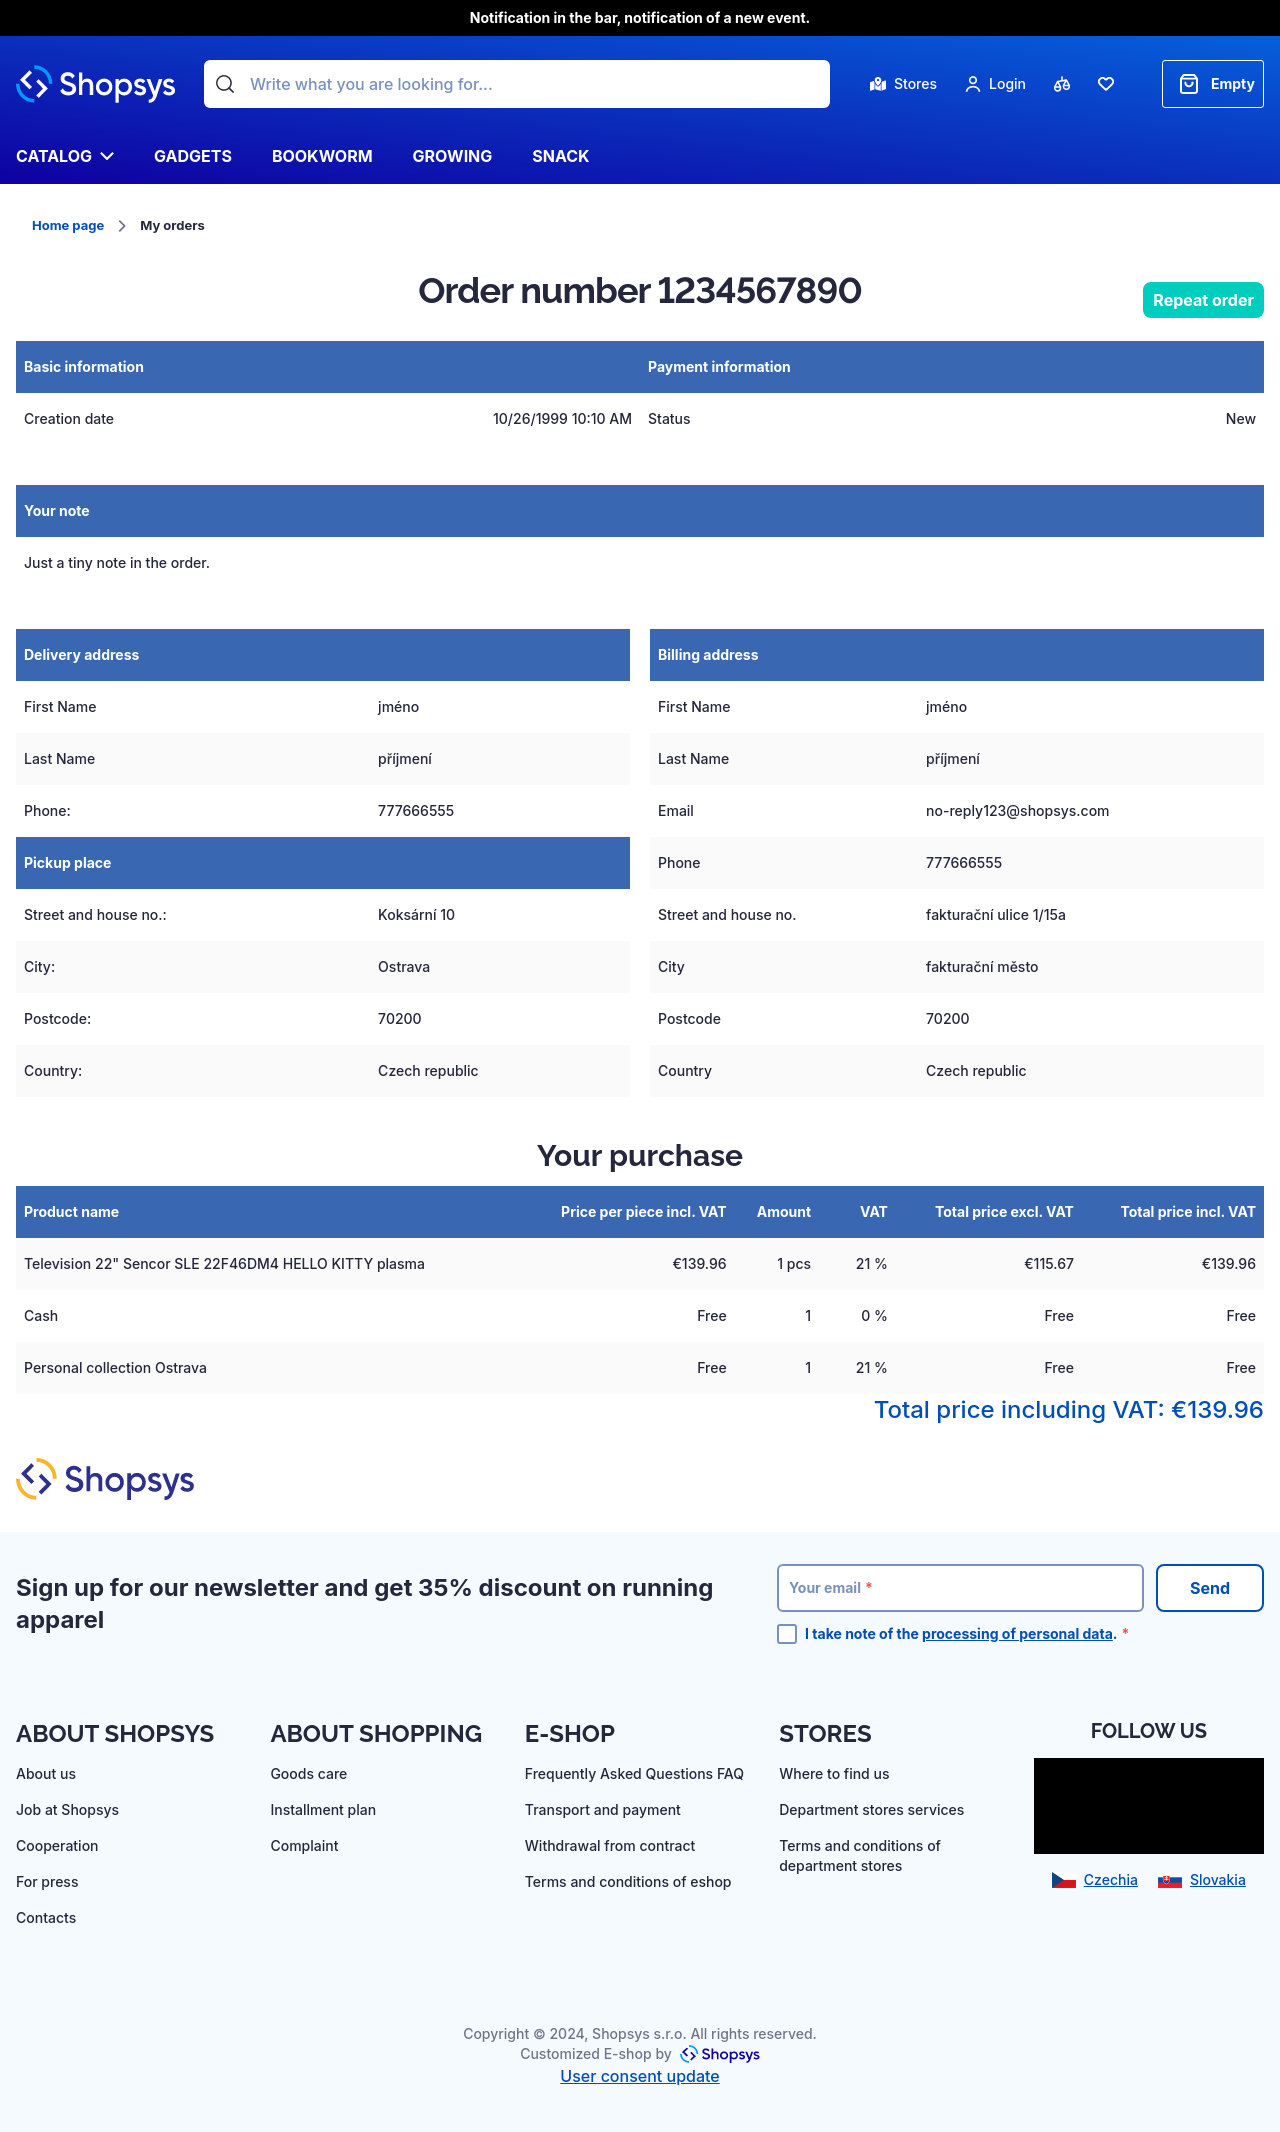 Notification in the bar, notification of a new event.
Shopsys
Write what you are looking for...
Stores
Login
Empty
CATALOG GADGETS BOOKWORM GROWING SNACK
Home page My orders
Order number 1234567890
Repeat order
Basic information Payment information
Creation date 10/26/1999 10:10 AM Status New
Your note
Just a tiny note in the order.
Delivery address
First Name jméno
Last Name příjmení
Phone: 777666555
Pickup place
Street and house no.: Koksární 10
City: Ostrava
Postcode: 70200
Country: Czech republic
Billing address
First Name jméno
Last Name příjmení
Email no-reply123@shopsys.com
Phone 777666555
Street and house no. fakturační ulice 1/15a
City fakturační město
Postcode 70200
Country Czech republic
Your purchase
Product name Price per piece incl. VAT Amount VAT Total price excl. VAT Total price incl. VAT
Television 22" Sencor SLE 22F46DM4 HELLO KITTY plasma €139.96 1 pcs 21 % €115.67 €139.96
Cash Free 1 0 % Free Free
Personal collection Ostrava Free 1 21 % Free Free
Total price including VAT: €139.96
Shopsys
Sign up for our newsletter and get 35% discount on running
apparel
Your email *
Send
I take note of the processing of personal data. *
ABOUT SHOPSYS
About us
Job at Shopsys
Cooperation
For press
Contacts
ABOUT SHOPPING
Goods care
Installment plan
Complaint
E-SHOP
Frequently Asked Questions FAQ
Transport and payment
Withdrawal from contract
Terms and conditions of eshop
STORES
Where to find us
Department stores services
Terms and conditions of
department stores
FOLLOW US
Czechia Slovakia
Copyright © 2024, Shopsys s.r.o. All rights reserved.
Customized E-shop by Shopsys
User consent update